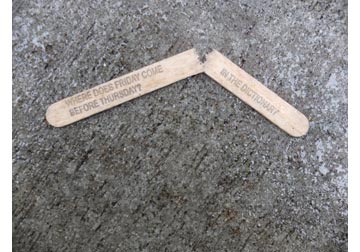 WHERE DOES FRIDAY COME
BEFORE THURSDAY?
IN THE DICTIONARY